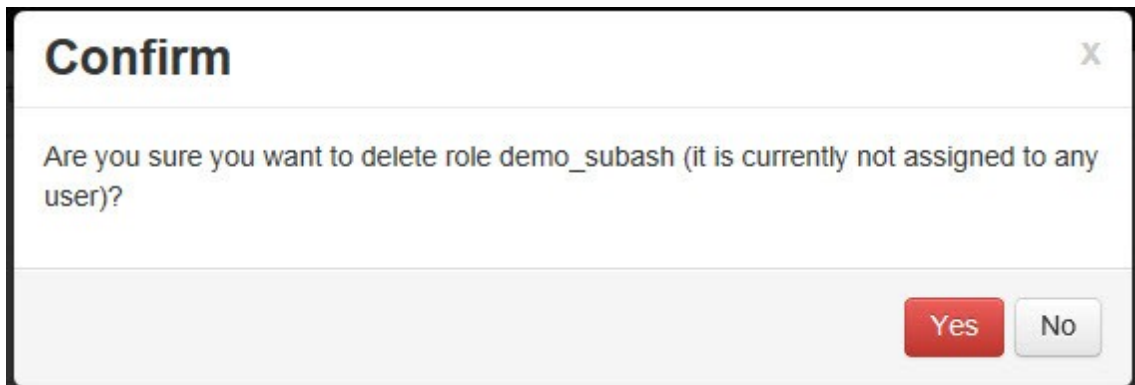 Confirm
X
Are you sure you want to delete role demo_subash (it is currently not assigned to any
user)?
Yes
No